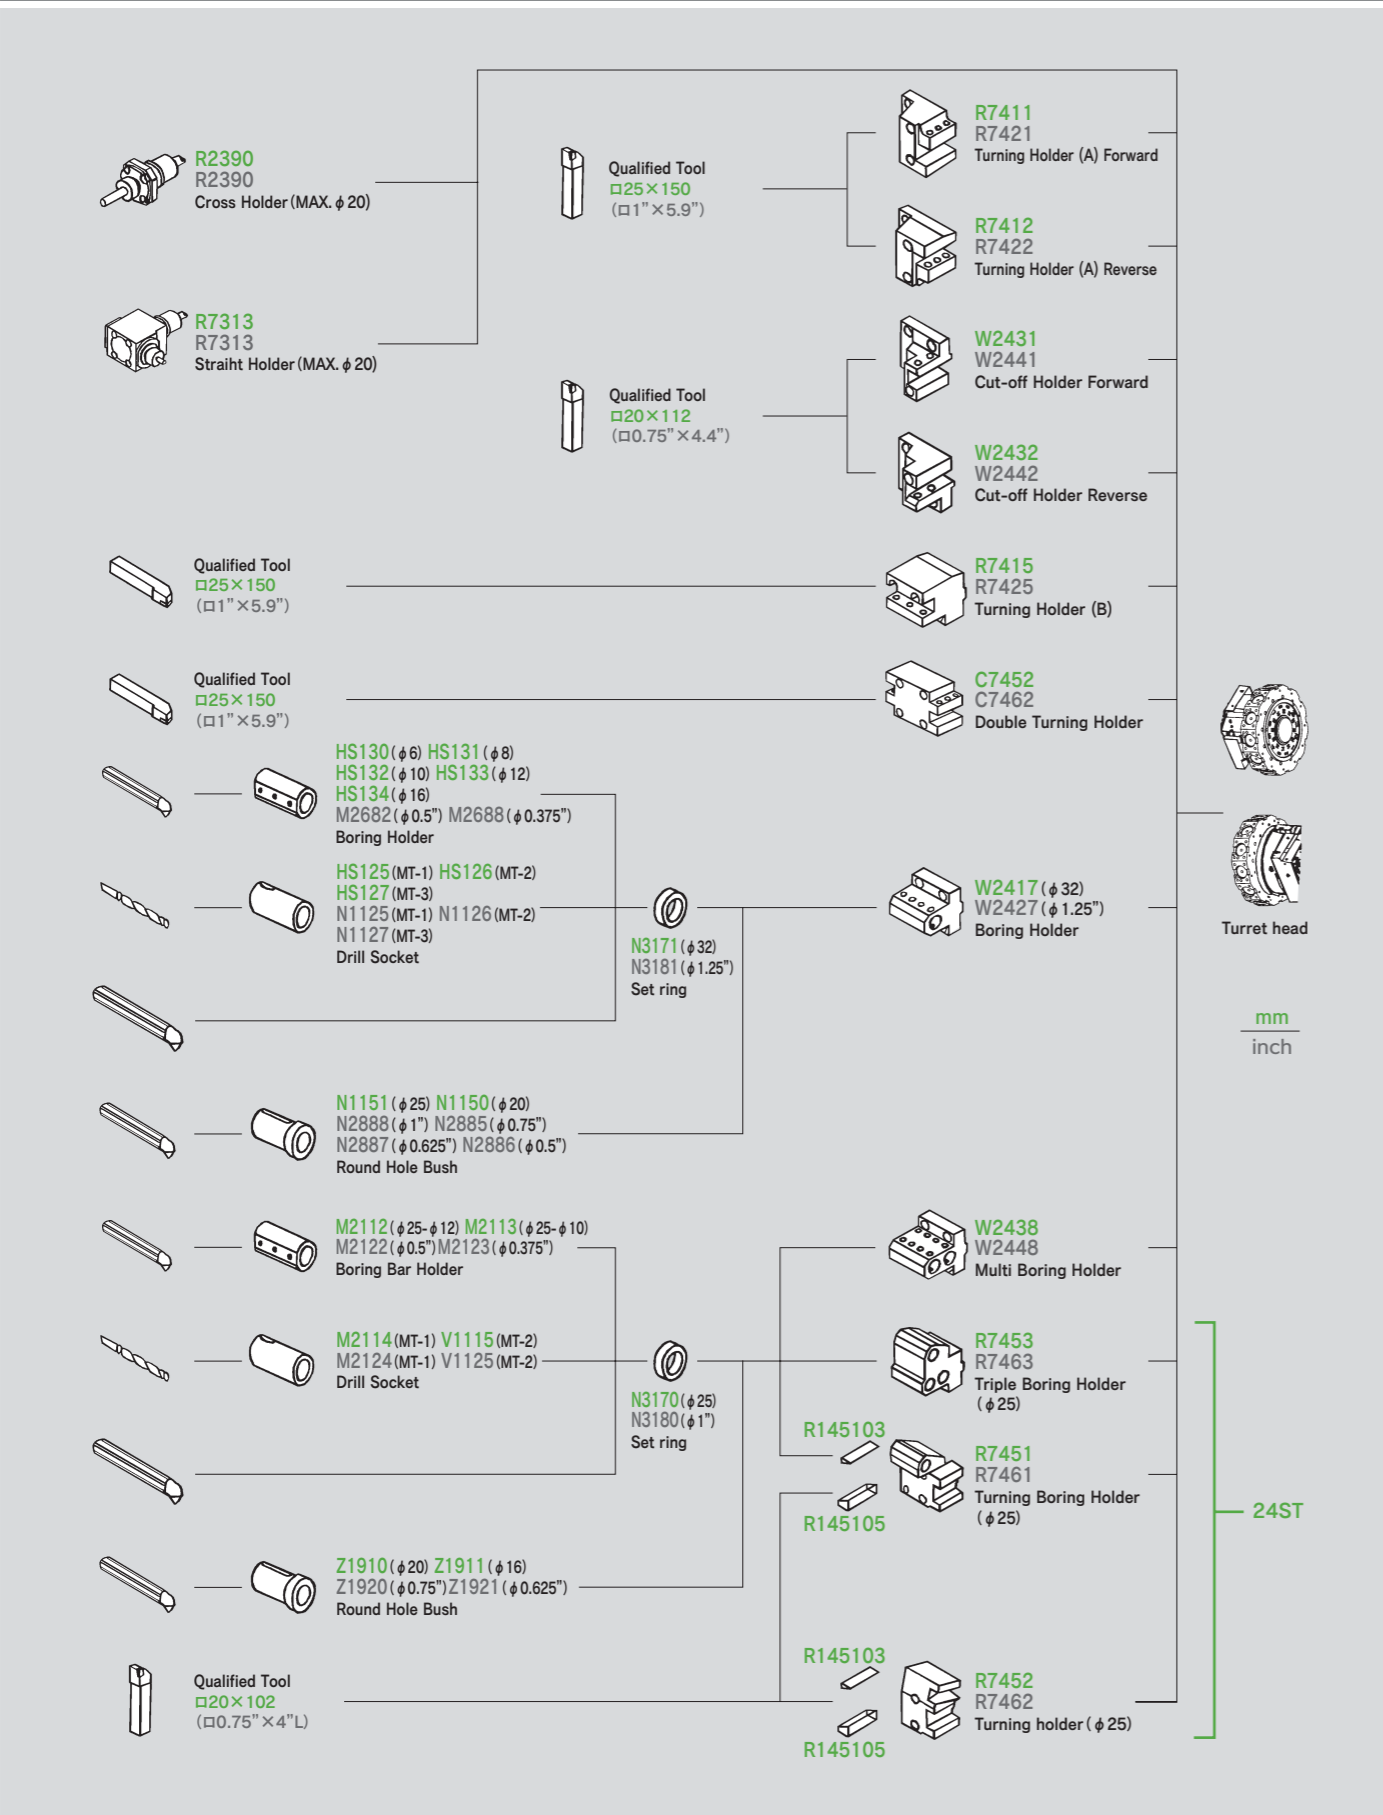 R2390
R2390
Cross Holder (MAX. φ 20)
R7313
R7313
Straiht Holder (MAX. φ 20)
Qualified Tool
□25×150
(□1”×5.9”)
R7411
R7421
Turning Holder (A) Forward
R7412
R7422
Turning Holder (A) Reverse
Qualified Tool
□20×112
(□0.75”×4.4”)
W2431
W2441
Cut-off Holder Forward
W2432
W2442
Cut-off Holder Reverse
Qualified Tool
□25×150
(□1”×5.9”)
R7415
R7425
Turning Holder (B)
Qualified Tool
□25×150
(□1”×5.9”)
C7452
C7462
Double Turning Holder
HS130 (φ6) HS131 (φ8)
HS132 (φ10) HS133 (φ12)
HS134 (φ16)
M2682 (φ0.5”) M2688 (φ0.375”)
Boring Holder
HS125 (MT-1) HS126 (MT-2)
HS127 (MT-3)
N1125 (MT-1) N1126 (MT-2)
N1127 (MT-3)
Drill Socket
N3171 (φ32)
N3181 (φ1.25”)
Set ring
W2417 (φ32)
W2427 (φ1.25”)
Boring Holder
Turret head
mm
inch
N1151 (φ25) N1150 (φ20)
N2888 (φ1”) N2885 (φ0.75”)
N2887 (φ0.625”) N2886 (φ0.5”)
Round Hole Bush
M2112 (φ25-φ12) M2113 (φ25-φ10)
M2122 (φ0.5”) M2123 (φ0.375”)
Boring Bar Holder
W2438
W2448
Multi Boring Holder
M2114 (MT-1) V1115 (MT-2)
M2124 (MT-1) V1125 (MT-2)
Drill Socket
N3170 (φ25)
N3180 (φ1”)
Set ring
R7453
R7463
Triple Boring Holder
(φ25)
R145103
R145105
R7451
R7461
Turning Boring Holder
(φ25)
24ST
Z1910 (φ20) Z1911 (φ16)
Z1920 (φ0.75”) Z1921 (φ0.625”)
Round Hole Bush
Qualified Tool
□20×102
(□0.75”×4”L)
R145103
R145105
R7452
R7462
Turning holder (φ25)